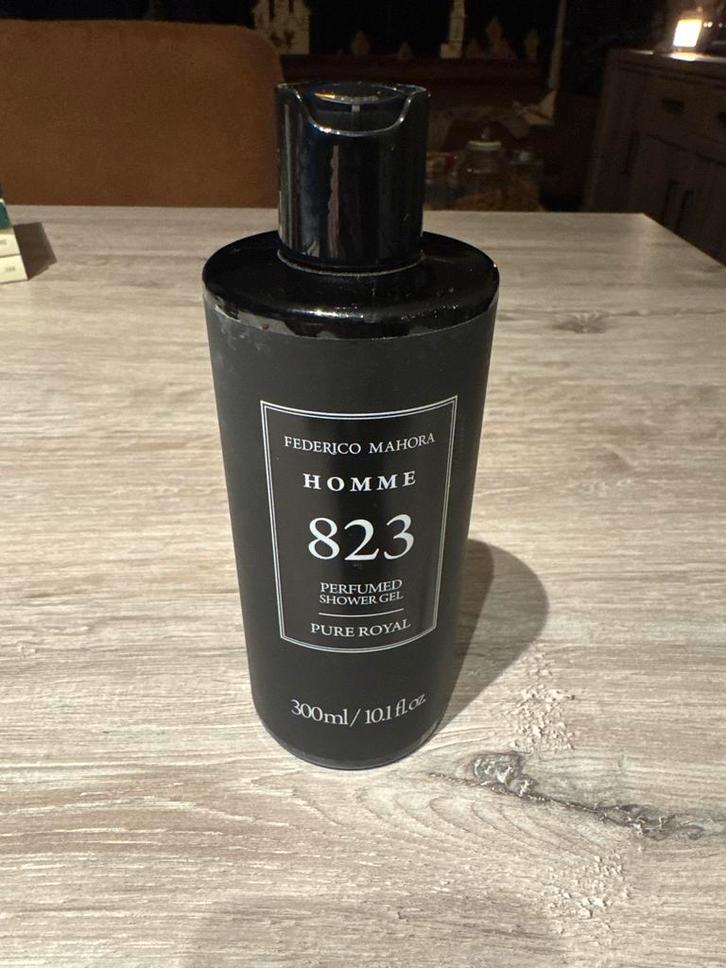 FEDERICO MAHORA
HOMME
823
PERFUMED
SHOWER GEL
PURE ROYAL
300ml / 10.1 fl. oz.